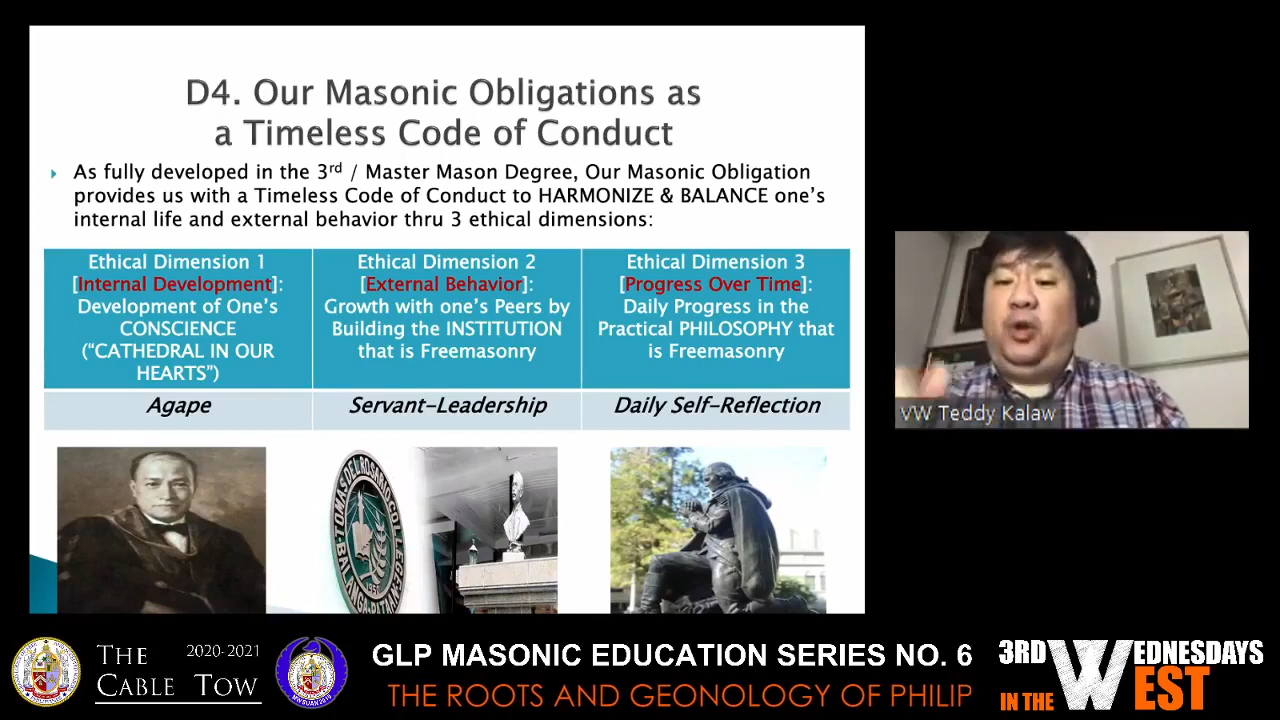 D4. Our Masonic Obligations as
a Timeless Code of Conduct
As fully developed in the 3rd / Master Mason Degree, Our Masonic Obligation
provides us with a Timeless Code of Conduct to HARMONIZE & BALANCE one's
internal life and external behavior thru 3 ethical dimensions:
Ethical Dimension 1
[Internal Development]:
Development of One's
CONSCIENCE
("CATHEDRAL IN OUR
HEARTS")
Ethical Dimension 2
[External Behavior]:
Growth with one's Peers by
Building the INSTITUTION
that is Freemasonry
Ethical Dimension 3
[Progress Over Time]:
Daily Progress in the
Practical PHILOSOPHY that
is Freemasonry
Agape
Servant-Leadership
Daily Self-Reflection
TOMAS DEL ROSARIO COLLEGE
BALANGA
VW Teddy Kalaw
THE 2020-2021
CABLE TOW
GLP MASONIC EDUCATION SERIES NO. 6
THE ROOTS AND GEONOLOGY OF PHILIP
3RD WEDNESDAYS
IN THE WEST